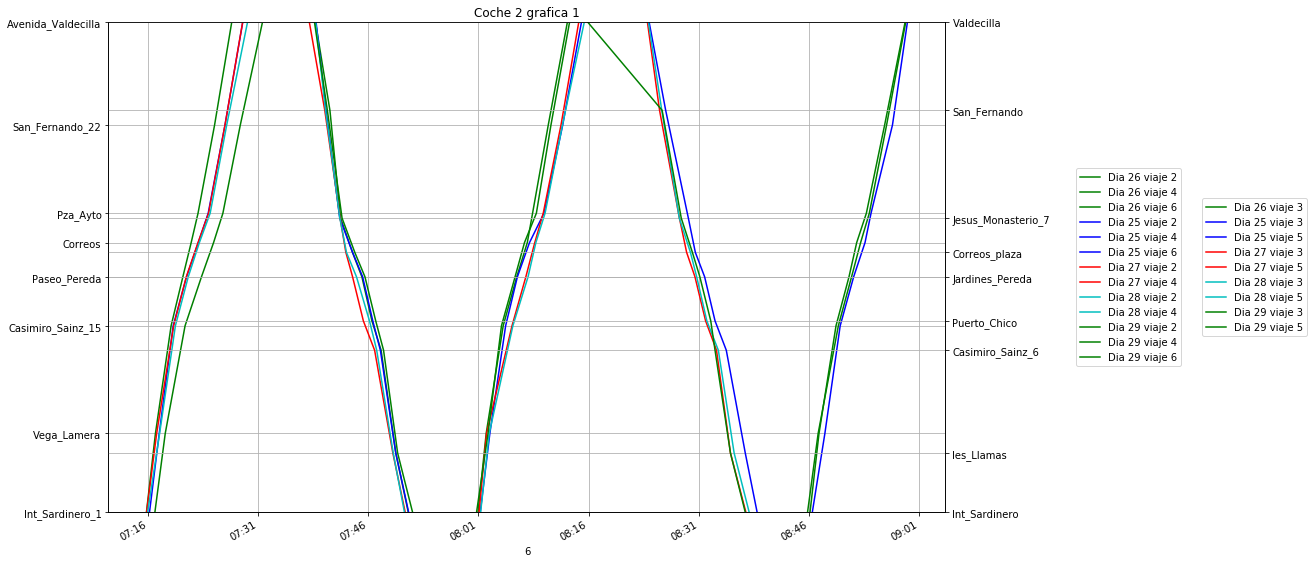 Coche 2 grafica 1
Avenida_Valdecilla
San_Fernando_22
Pza_Ayto
Correos
Paseo_Pereda
Casimiro_Sainz_15
Vega_Lamera
Int_Sardinero_1
Valdecilla
San_Fernando
Jesus_Monasterio_7
Correos_plaza
Jardines_Pereda
Puerto_Chico
Casimiro_Sainz_6
Ies_Llamas
Int_Sardinero
07:16
07:31
07:46
08:01
08:16
08:31
08:46
09:01
6
Dia 26 viaje 2
Dia 26 viaje 4
Dia 26 viaje 6
Dia 25 viaje 2
Dia 25 viaje 4
Dia 25 viaje 6
Dia 27 viaje 2
Dia 27 viaje 4
Dia 28 viaje 2
Dia 28 viaje 4
Dia 29 viaje 2
Dia 29 viaje 4
Dia 29 viaje 6
Dia 26 viaje 3
Dia 25 viaje 3
Dia 25 viaje 5
Dia 27 viaje 3
Dia 27 viaje 5
Dia 28 viaje 3
Dia 28 viaje 5
Dia 29 viaje 3
Dia 29 viaje 5